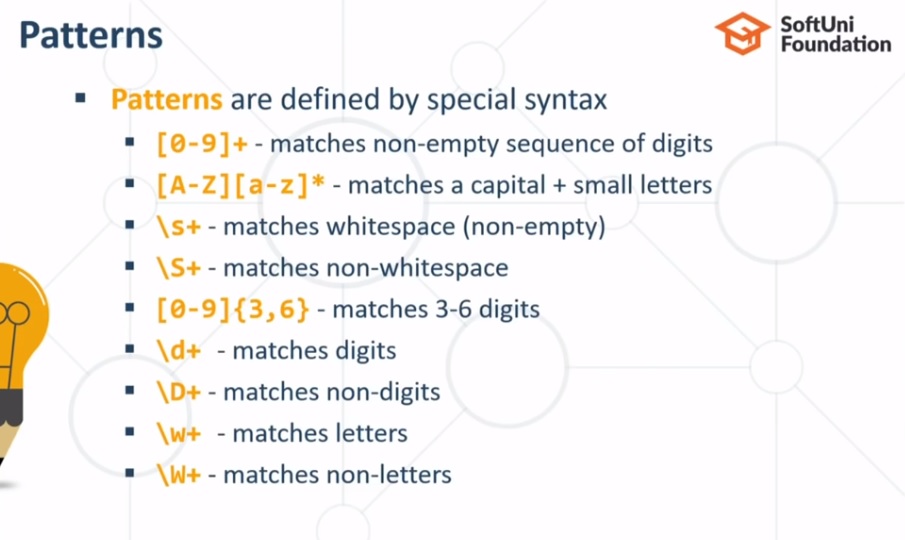 Patterns
SoftUni
Foundation
▪ Patterns are defined by special syntax
▪ [0-9]+ - matches non-empty sequence of digits
▪ [A-Z][a-z]* - matches a capital + small letters
▪ \s+ - matches whitespace (non-empty)
▪ \S+ - matches non-whitespace
▪ [0-9]{3,6} - matches 3-6 digits
▪ \d+ - matches digits
▪ \D+ - matches non-digits
▪ \w+ - matches letters
▪ \W+ - matches non-letters